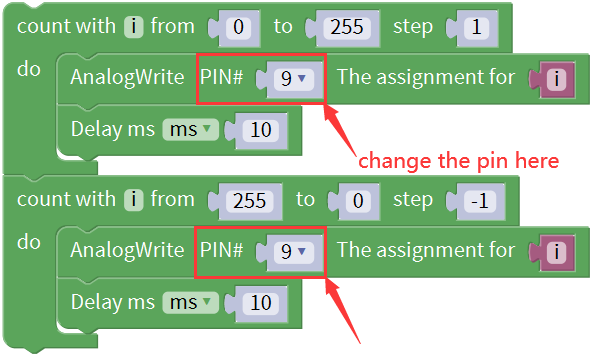 count with i from 0 to 255 step 1
do AnalogWrite PIN# 9 The assignment for i
Delay ms ms 10
change the pin here
count with i from 255 to 0 step -1
do AnalogWrite PIN# 9 The assignment for i
Delay ms ms 10